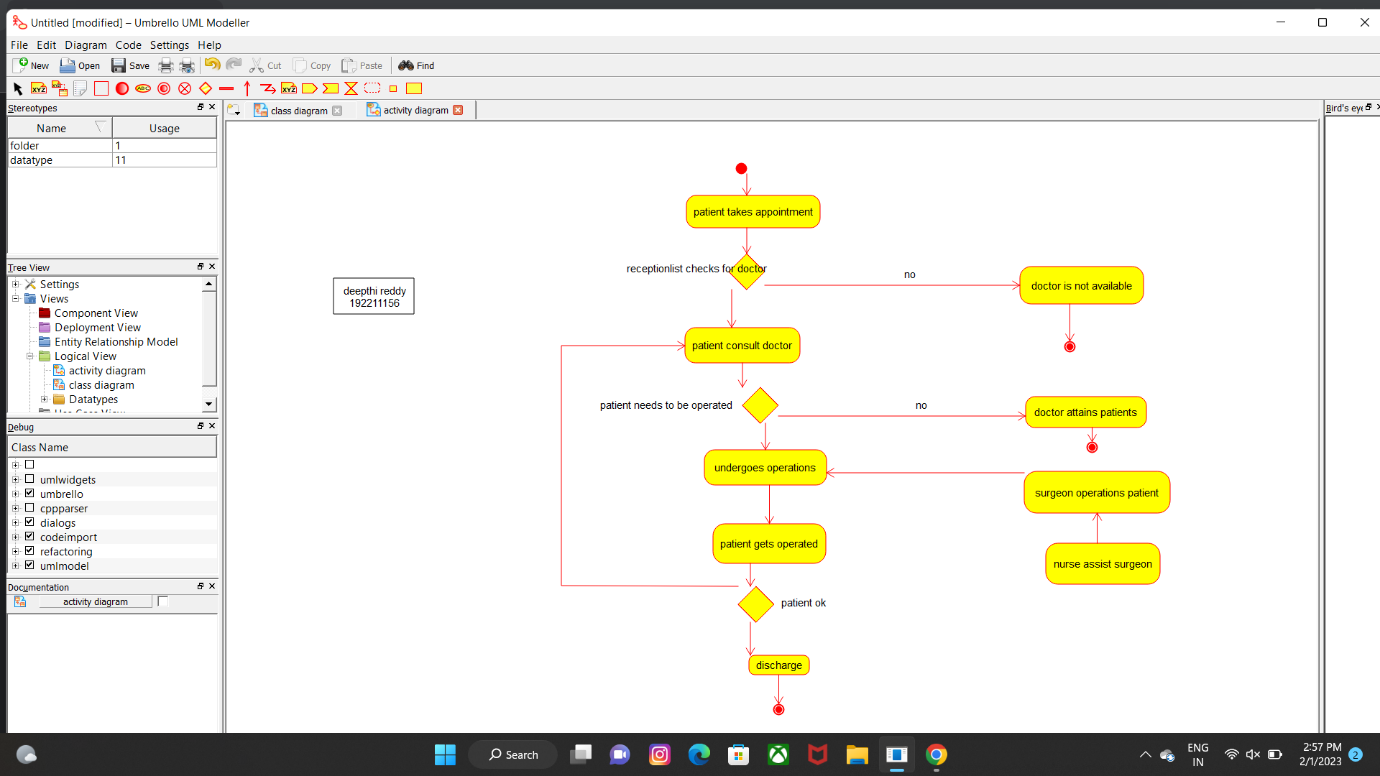 Untitled [modified] – Umbrello UML Modeller
File Edit Diagram Code Settings Help
New Open Save Cut Copy Paste Find
Stereotypes
Name Usage
folder 1
datatype 11
Tree View
Settings
Views
Component View
Deployment View
Entity Relationship Model
Logical View
activity diagram
class diagram
Datatypes
Debug
Class Name
umlwidgets
umbrello
cppparser
dialogs
codeimport
refactoring
umlmodel
Documentation
activity diagram
class diagram activity diagram
Bird's eye
deepthi reddy
192211156
patient takes appointment
receptionlist checks for doctor
no
doctor is not available
patient consult doctor
patient needs to be operated
no
doctor attains patients
undergoes operations
surgeon operations patient
patient gets operated
nurse assist surgeon
patient ok
discharge
Search
ENG
IN
2:57 PM
2/1/2023
2